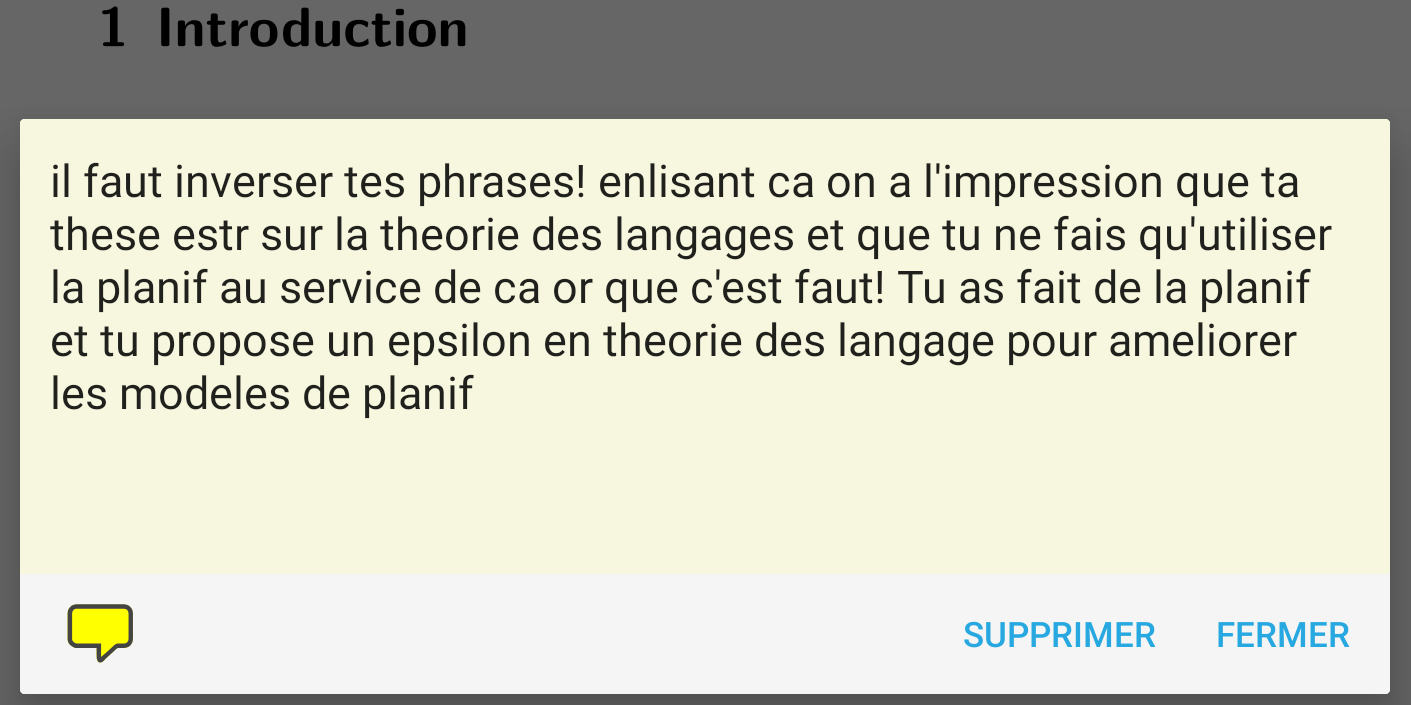 1 Introduction
il faut inverser tes phrases! enlisant ca on a l'impression que ta
these estr sur la theorie des langages et que tu ne fais qu'utiliser
la planif au service de ca or que c'est faut! Tu as fait de la planif
et tu propose un epsilon en theorie des langage pour ameliorer
les modeles de planif
SUPPRIMER FERMER